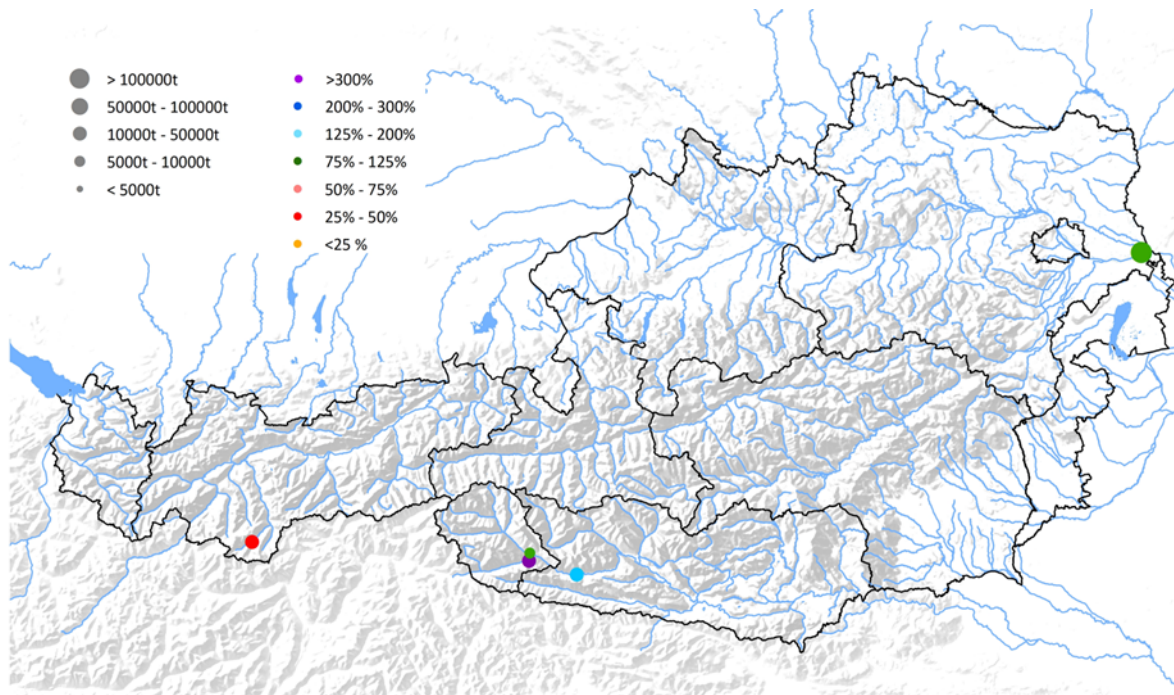 > 100000t
50000t - 100000t
10000t - 50000t
5000t - 10000t
< 5000t
>300%
200% - 300%
125% - 200%
75% - 125%
50% - 75%
25% - 50%
<25 %